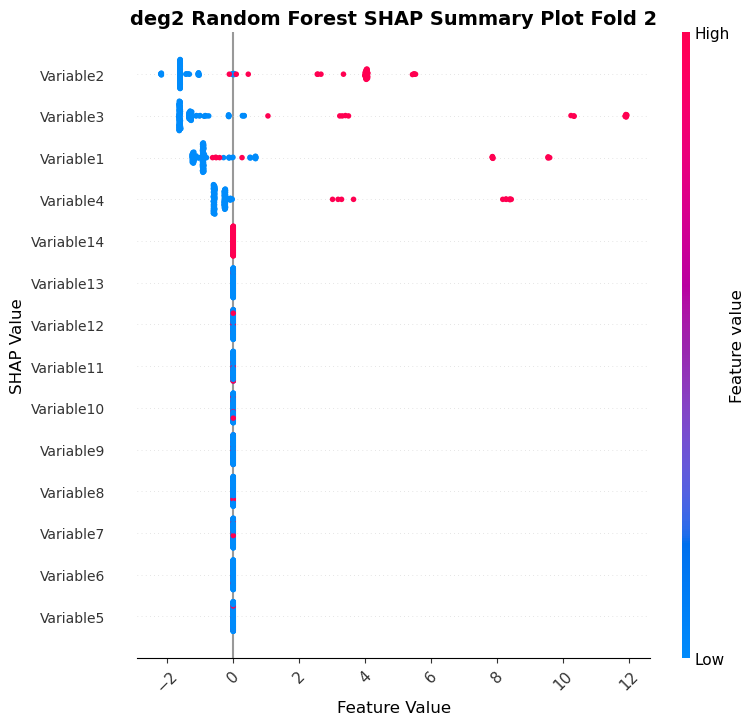 deg2 Random Forest SHAP Summary Plot Fold 2
High
Variable2
Variable3
Variable1
Variable4
Variable14
Variable13
Variable12
Variable11
Variable10
Variable9
Variable8
Variable7
Variable6
Variable5
SHAP Value
Feature value
Low
−2
0
2
4
6
8
10
12
Feature Value